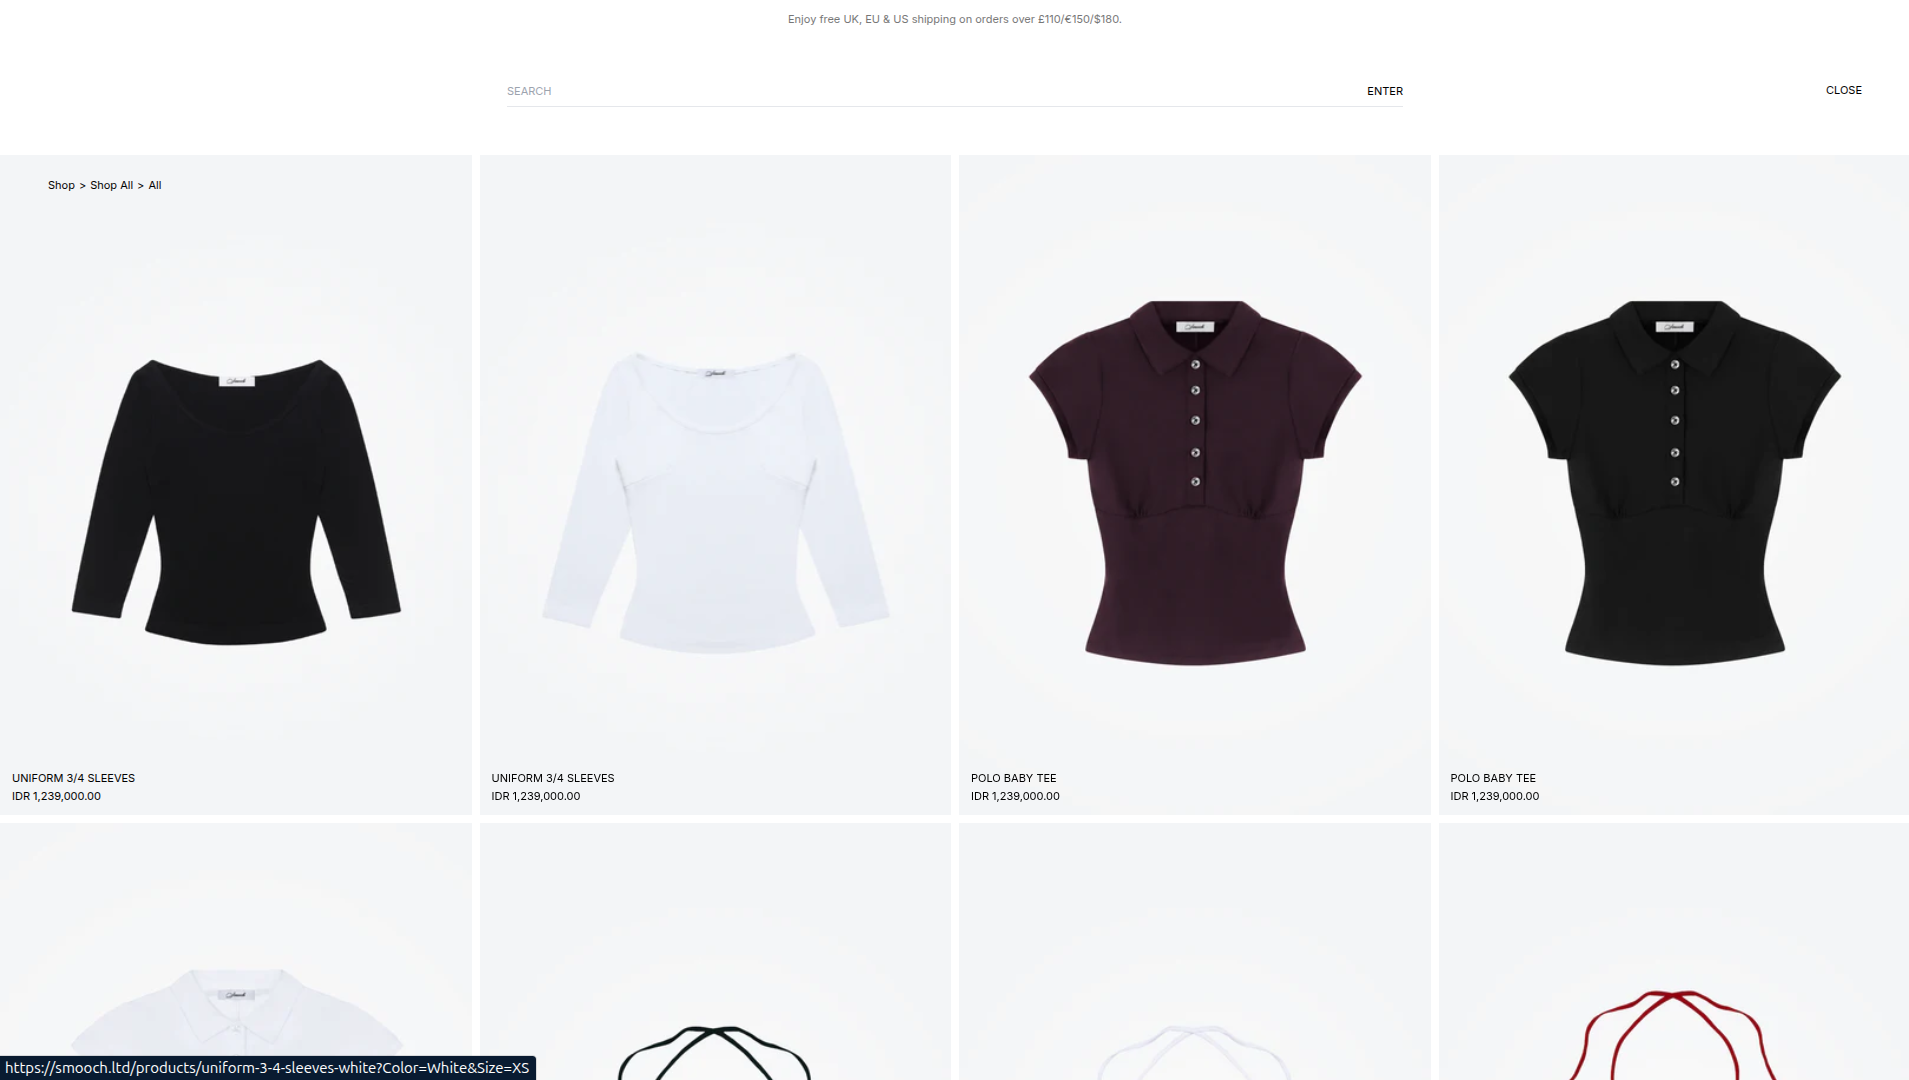 Enjoy free UK, EU & US shipping on orders over £110/€150/$180.
SEARCH
ENTER
CLOSE
Shop > Shop All > All
UNIFORM 3/4 SLEEVES
IDR 1,239,000.00
UNIFORM 3/4 SLEEVES
IDR 1,239,000.00
POLO BABY TEE
IDR 1,239,000.00
POLO BABY TEE
IDR 1,239,000.00
https://smooch.ltd/products/uniform-3-4-sleeves-white?Color=White&Size=XS